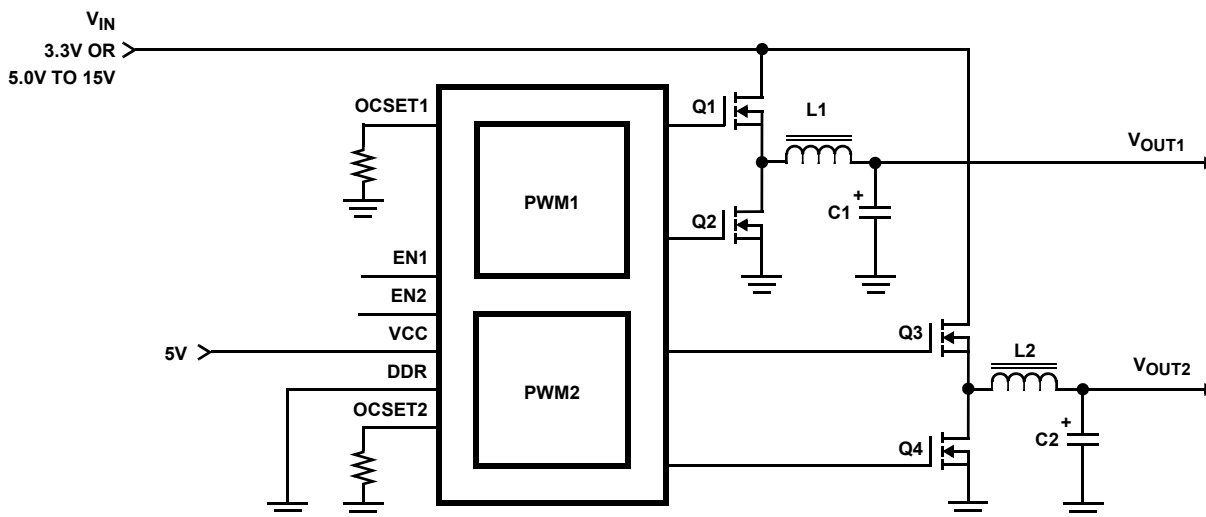 VIN
3.3V OR
5.0V TO 15V
OCSET1
Q1
L1
VOUT1
PWM1
Q2
C1
+
EN1
EN2
VCC
5V
Q3
L2
DDR
PWM2
VOUT2
OCSET2
+
Q4
C2